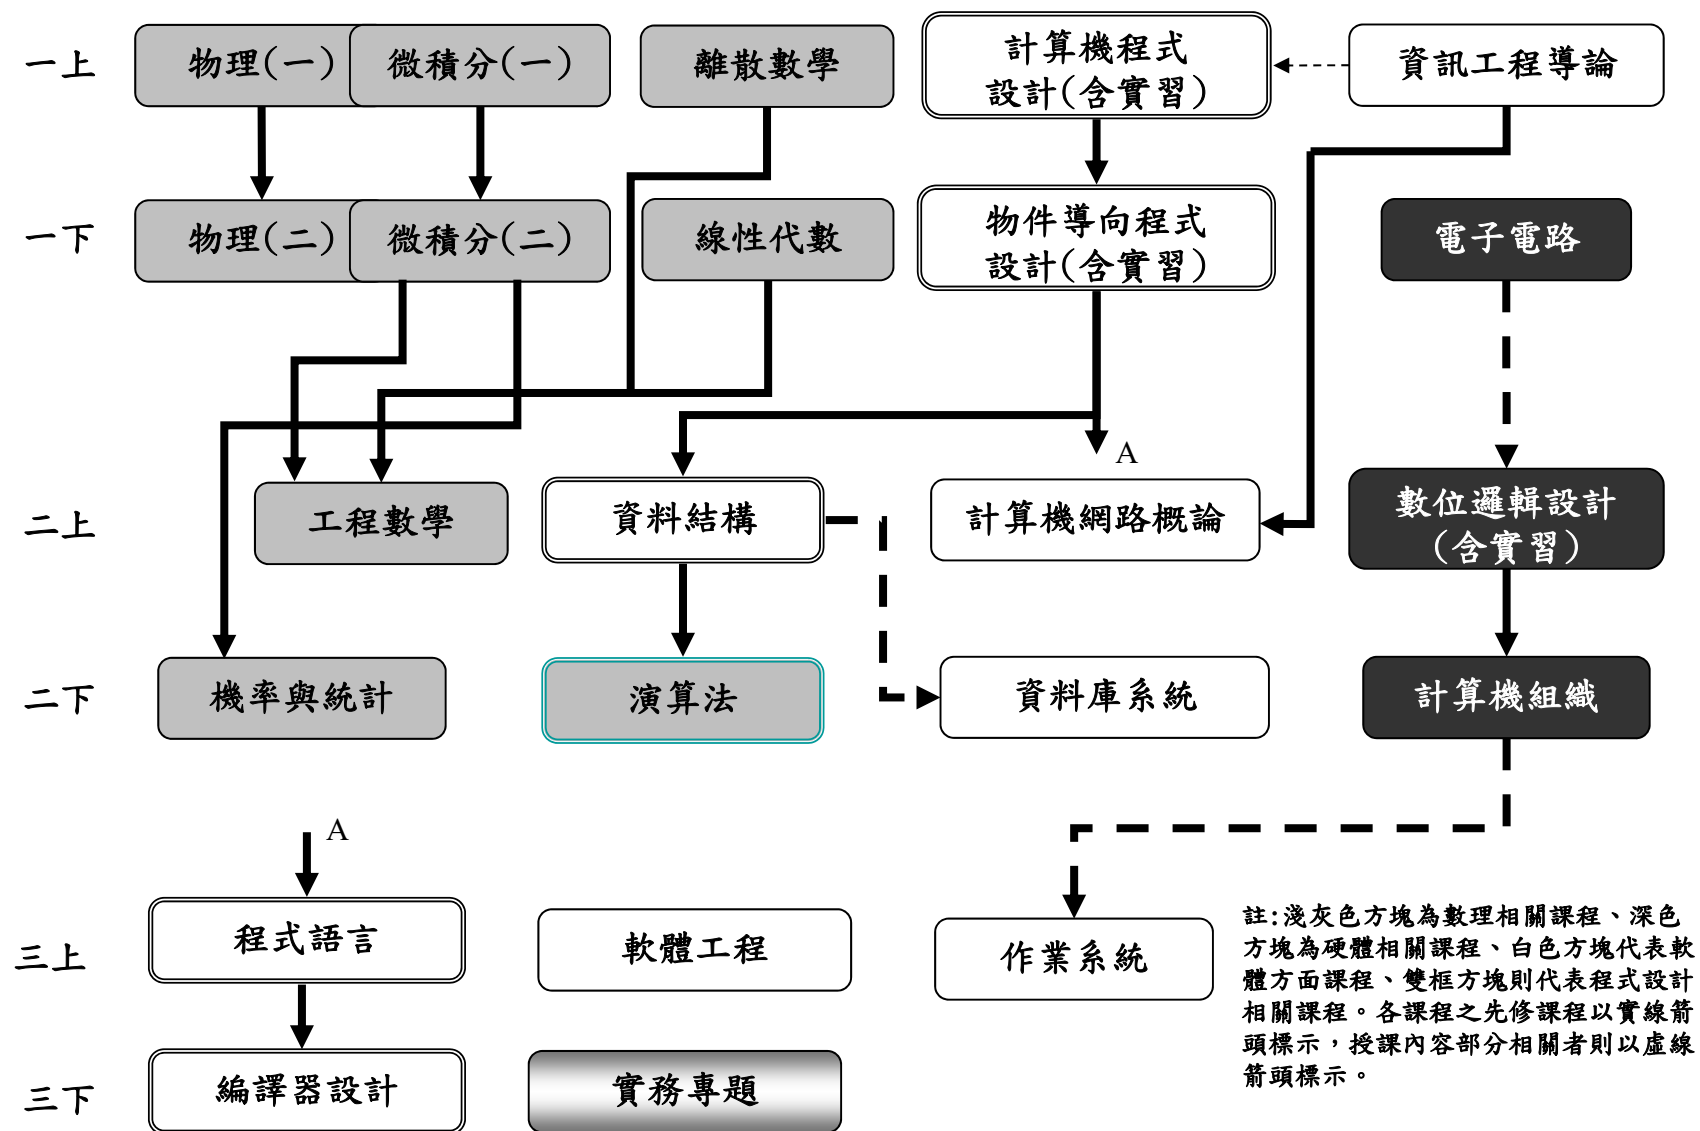 一上
物理(一)
微積分(一)
離散數學
計算機程式
設計(含實習)
資訊工程導論
一下
物理(二)
微積分(二)
線性代數
物件導向程式
設計(含實習)
電子電路
A
二上
工程數學
資料結構
計算機網路概論
數位邏輯設計
(含實習)
二下
機率與統計
演算法
資料庫系統
計算機組織
A
三上
程式語言
軟體工程
作業系統
註:淺灰色方塊為數理相關課程、深色
方塊為硬體相關課程、白色方塊代表軟
體方面課程、雙框方塊則代表程式設計
相關課程。各課程之先修課程以實線箭
頭標示，授課內容部分相關者則以虛線
箭頭標示。
三下
編譯器設計
實務專題